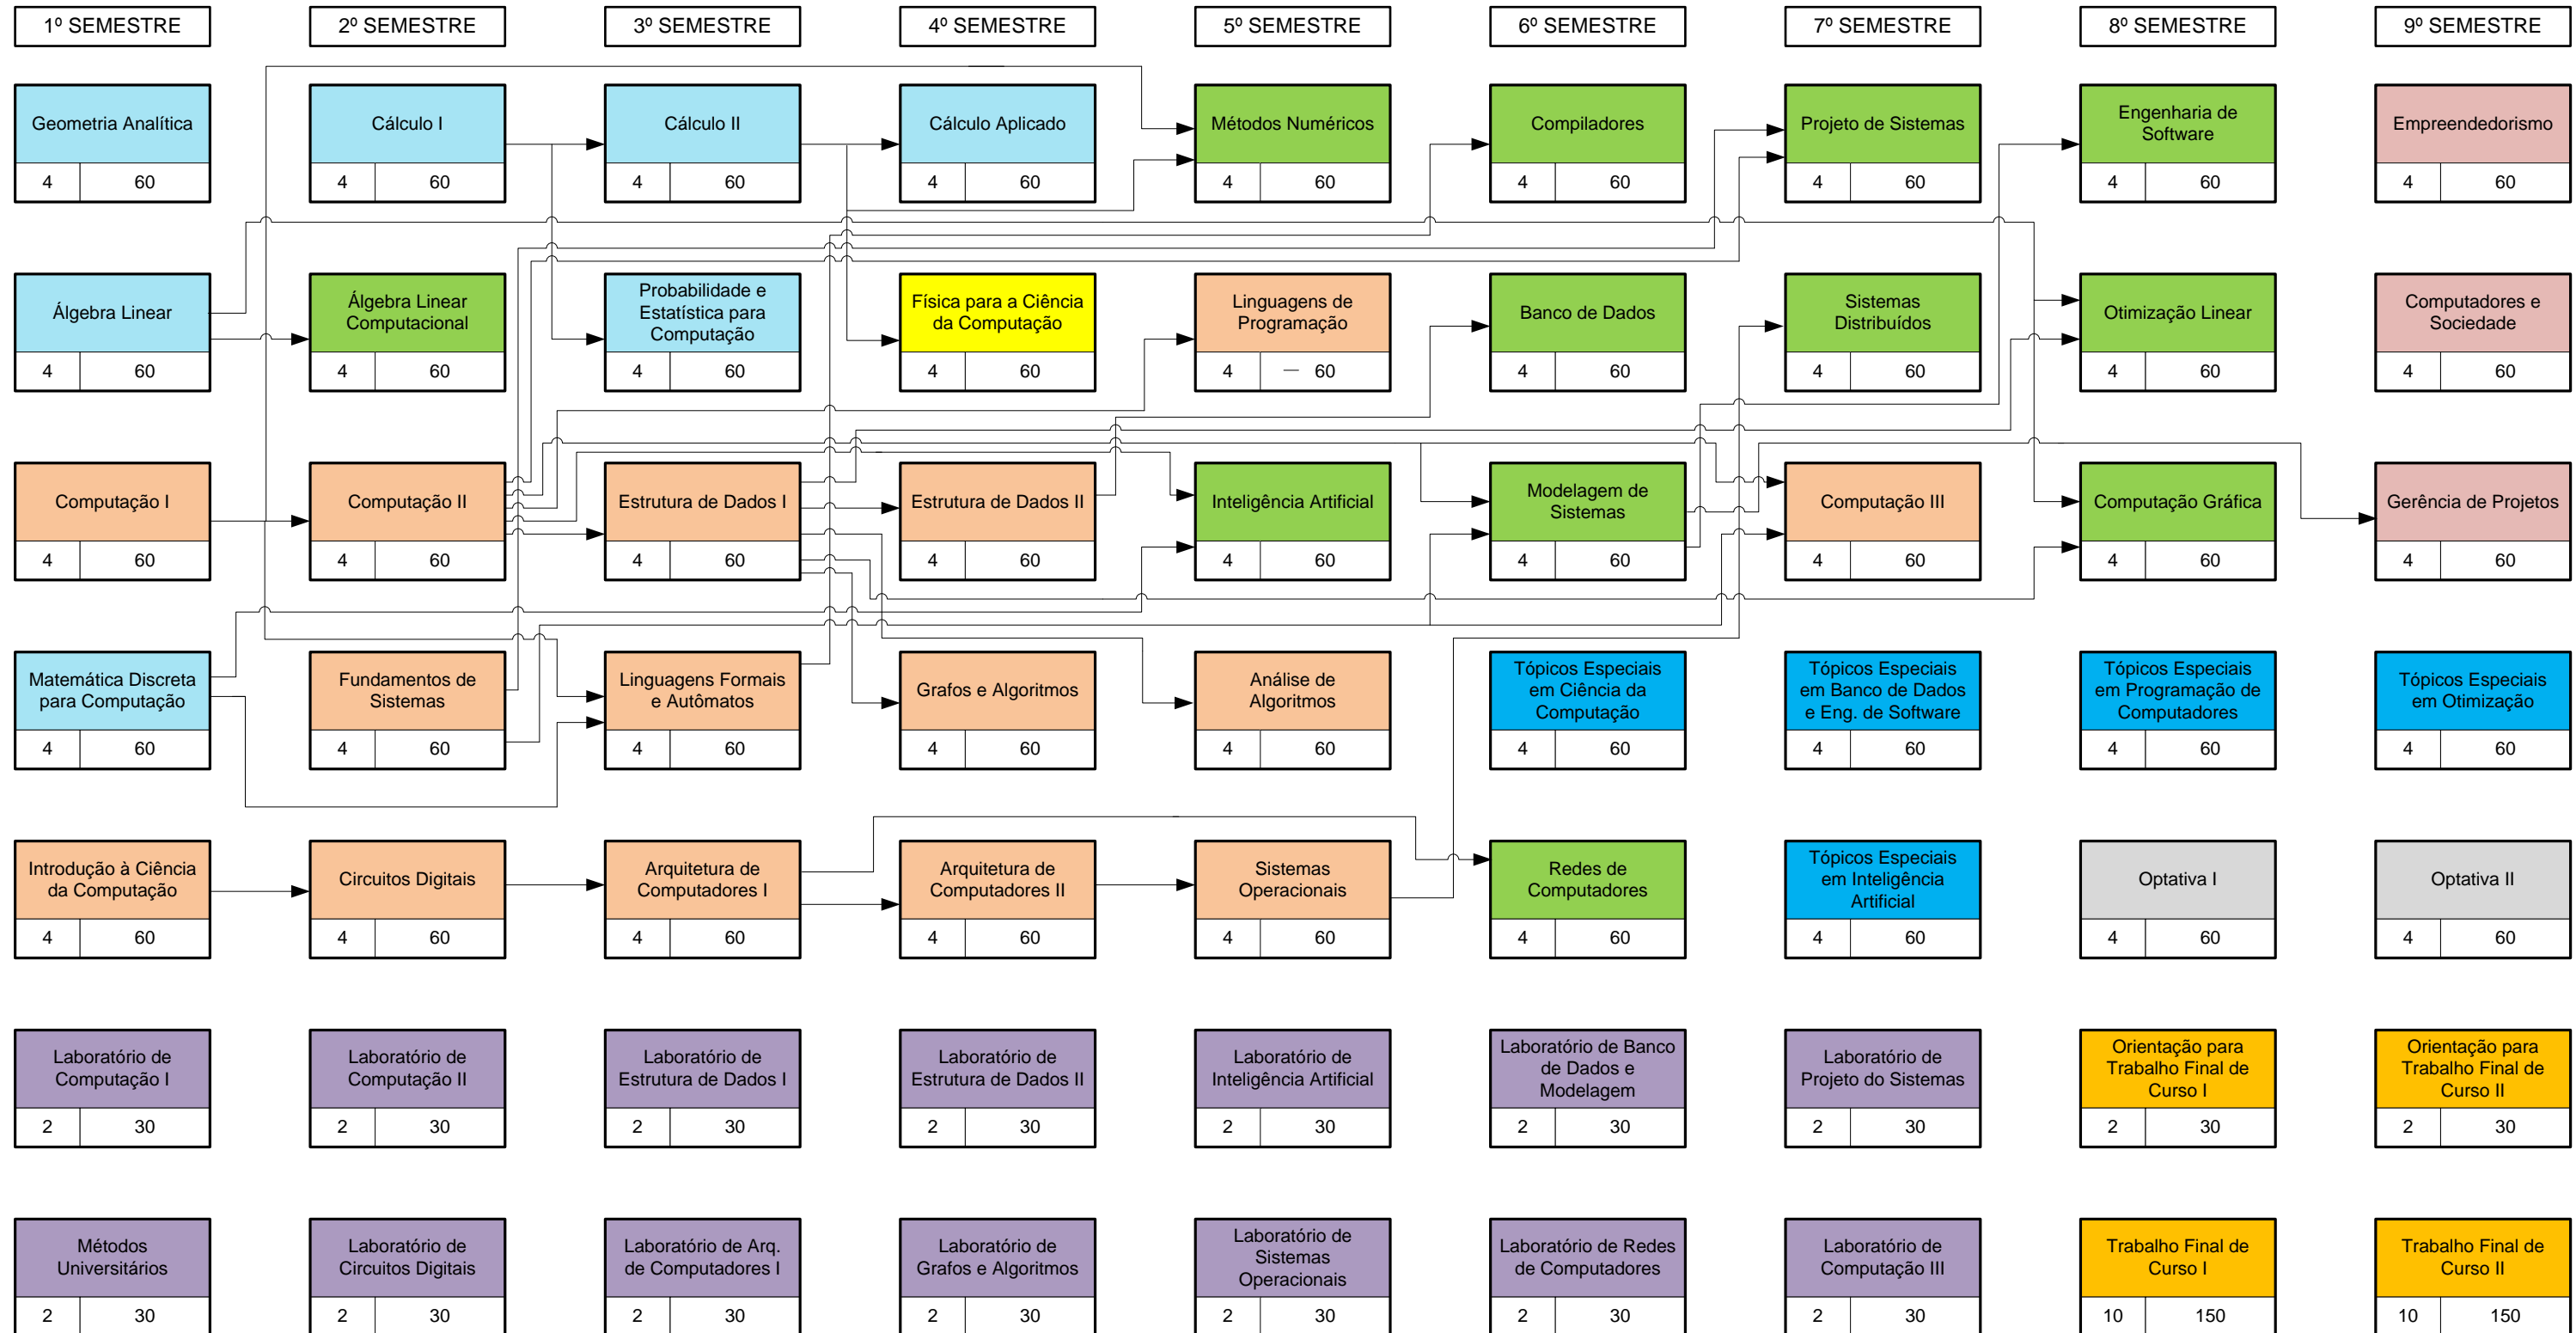 1º SEMESTRE
2º SEMESTRE
3º SEMESTRE
4º SEMESTRE
5º SEMESTRE
6º SEMESTRE
7º SEMESTRE
8º SEMESTRE
9º SEMESTRE
Geometria Analítica
4 60
Cálculo I
4 60
Cálculo II
4 60
Cálculo Aplicado
4 60
Métodos Numéricos
4 60
Compiladores
4 60
Projeto de Sistemas
4 60
Engenharia de
Software
4 60
Empreendedorismo
4 60
Álgebra Linear
4 60
Álgebra Linear
Computacional
4 60
Probabilidade e
Estatística para
Computação
4 60
Física para a Ciência
da Computação
4 60
Linguagens de
Programação
4 60
Banco de Dados
4 60
Sistemas
Distribuídos
4 60
Otimização Linear
4 60
Computadores e
Sociedade
4 60
Computação I
4 60
Computação II
4 60
Estrutura de Dados I
4 60
Estrutura de Dados II
4 60
Inteligência Artificial
4 60
Modelagem de
Sistemas
4 60
Computação III
4 60
Computação Gráfica
4 60
Gerência de Projetos
4 60
Matemática Discreta
para Computação
4 60
Fundamentos de
Sistemas
4 60
Linguagens Formais
e Autômatos
4 60
Grafos e Algoritmos
4 60
Análise de
Algoritmos
4 60
Tópicos Especiais
em Ciência da
Computação
4 60
Tópicos Especiais
em Banco de Dados
e Eng. de Software
4 60
Tópicos Especiais
em Programação de
Computadores
4 60
Tópicos Especiais
em Otimização
4 60
Introdução à Ciência
da Computação
4 60
Circuitos Digitais
4 60
Arquitetura de
Computadores I
4 60
Arquitetura de
Computadores II
4 60
Sistemas
Operacionais
4 60
Redes de
Computadores
4 60
Tópicos Especiais
em Inteligência
Artificial
4 60
Optativa I
4 60
Optativa II
4 60
Laboratório de
Computação I
2 30
Laboratório de
Computação II
2 30
Laboratório de
Estrutura de Dados I
2 30
Laboratório de
Estrutura de Dados II
2 30
Laboratório de
Inteligência Artificial
2 30
Laboratório de Banco
de Dados e
Modelagem
2 30
Laboratório de
Projeto do Sistemas
2 30
Orientação para
Trabalho Final de
Curso I
2 30
Orientação para
Trabalho Final de
Curso II
2 30
Métodos
Universitários
2 30
Laboratório de
Circuitos Digitais
2 30
Laboratório de Arq.
de Computadores I
2 30
Laboratório de
Grafos e Algoritmos
2 30
Laboratório de
Sistemas
Operacionais
2 30
Laboratório de Redes
de Computadores
2 30
Laboratório de
Computação III
2 30
Trabalho Final de
Curso I
10 150
Trabalho Final de
Curso II
10 150